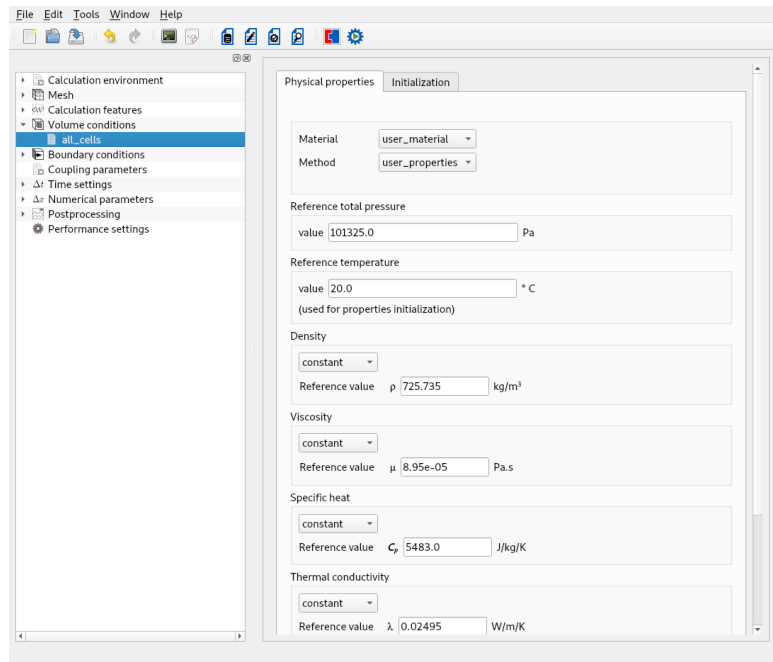 File Edit Tools Window Help
Calculation environment
Mesh
Calculation features
Volume conditions
all_cells
Boundary conditions
Coupling parameters
Δt Time settings
Δx Numerical parameters
Postprocessing
Performance settings
Physical properties Initialization
Material user_material
Method user_properties
Reference total pressure
value 101325.0 Pa
Reference temperature
value 20.0 ° C
(used for properties initialization)
Density
constant
Reference value ρ 725.735 kg/m³
Viscosity
constant
Reference value μ 8.95e-05 Pa.s
Specific heat
constant
Reference value Cₚ 5483.0 J/kg/K
Thermal conductivity
constant
Reference value λ 0.02495 W/m/K